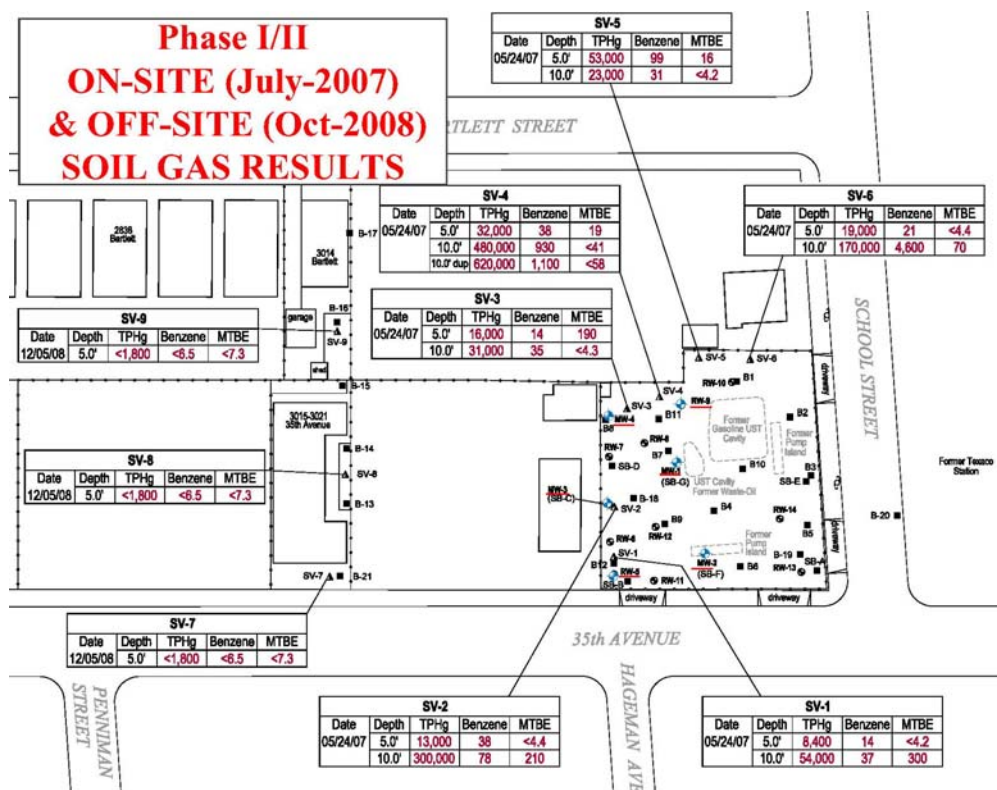 Phase I/II
ON-SITE (July-2007)
& OFF-SITE (Oct-2008)
SOIL GAS RESULTS
SV-5
Date Depth TPHg Benzene MTBE
05/24/07 5.0' 53,000 99 16
10.0' 23,000 31 <4.2
RTLETT STREET
SV-4
Date Depth TPHg Benzene MTBE
05/24/07 5.0' 32,000 38 19
10.0' 480,000 930 <41
10.0' dup 620,000 1,100 <58
SV-6
Date Depth TPHg Benzene MTBE
05/24/07 5.0' 19,000 21 <4.4
10.0' 170,000 4,600 70
2836
Bartlett
3014
Bartlett
B-17
SV-3
Date Depth TPHg Benzene MTBE
05/24/07 5.0' 16,000 14 190
10.0' 31,000 35 <4.3
SV-9
Date Depth TPHg Benzene MTBE
12/05/08 5.0' <1,800 <6.5 <7.3
garage
B-16
SV-9
shed
B-15
SCHOOL STREET
SV-5
SV-6
RW-10
B1
driveway
SV-4
SV-3
RW-9
MW-4
B8
B11
B2
Former
Gasoline UST
Cavity
Former
Pump
Island
3015-3021
35th Avenue
B-14
RW-7
RW-8
B7
SB-D
MW-1
(SB-G)
B10
B3
SB-E
UST Cavity
Former Waste-Oil
Former Texaco
Station
SV-8
Date Depth TPHg Benzene MTBE
12/05/08 5.0' <1,800 <6.5 <7.3
SV-8
B-13
MW-3
(SB-C)
B-18
SV-2
B4
RW-14
B-20
B9
RW-12
B5
Former
Pump
Island
driveway
RW-6
SV-1
B12
B-19
SB-A
MW-2
(SB-F)
B6
RW-13
SV-7
B-21
RW-5
SB-B
RW-11
driveway
driveway
SV-7
Date Depth TPHg Benzene MTBE
12/05/08 5.0' <1,800 <6.5 <7.3
35th AVENUE
PENNIMAN
STREET
HAGEMAN AVE
SV-2
Date Depth TPHg Benzene MTBE
05/24/07 5.0' 13,000 38 <4.4
10.0' 300,000 78 210
SV-1
Date Depth TPHg Benzene MTBE
05/24/07 5.0' 8,400 14 <4.2
10.0' 54,000 37 300